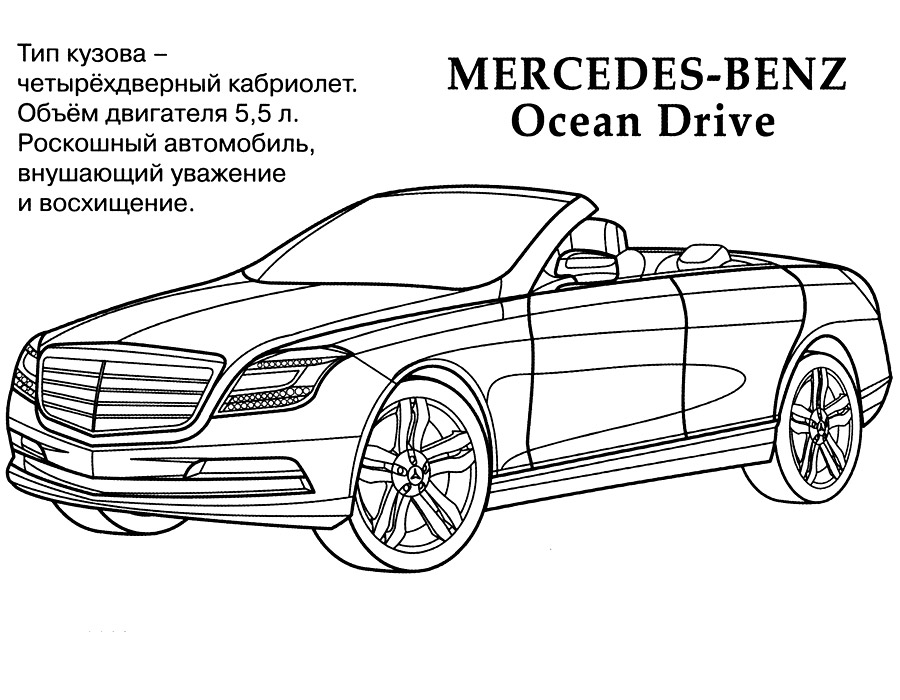 Тип кузова –
четырёхдверный кабриолет.
Объём двигателя 5,5 л.
Роскошный автомобиль,
внушающий уважение
и восхищение.
MERCEDES-BENZ
Ocean Drive